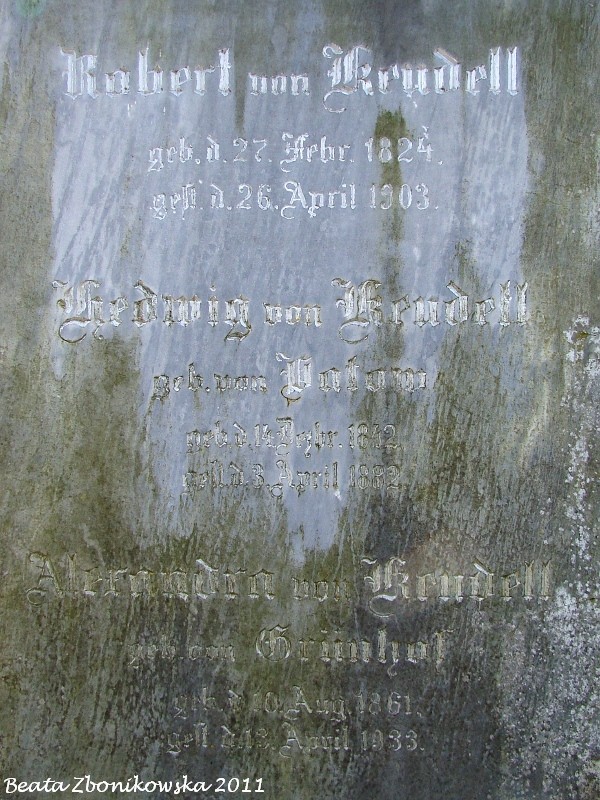 Robert von Keudell
geb. d. 27. Febr. 1824.
gest. d. 26. April 1903.
Hedwig von Keudell
geb. von Patow
geb. d. 14. Dezbr. 1842.
gest. d. 3. April 1882.
Alexandra von Keudell
geb. von Grünhof
geb. d. 10. Aug. 1861.
gest. d. 13. April 1933.
Beata Zbonikowska 2011